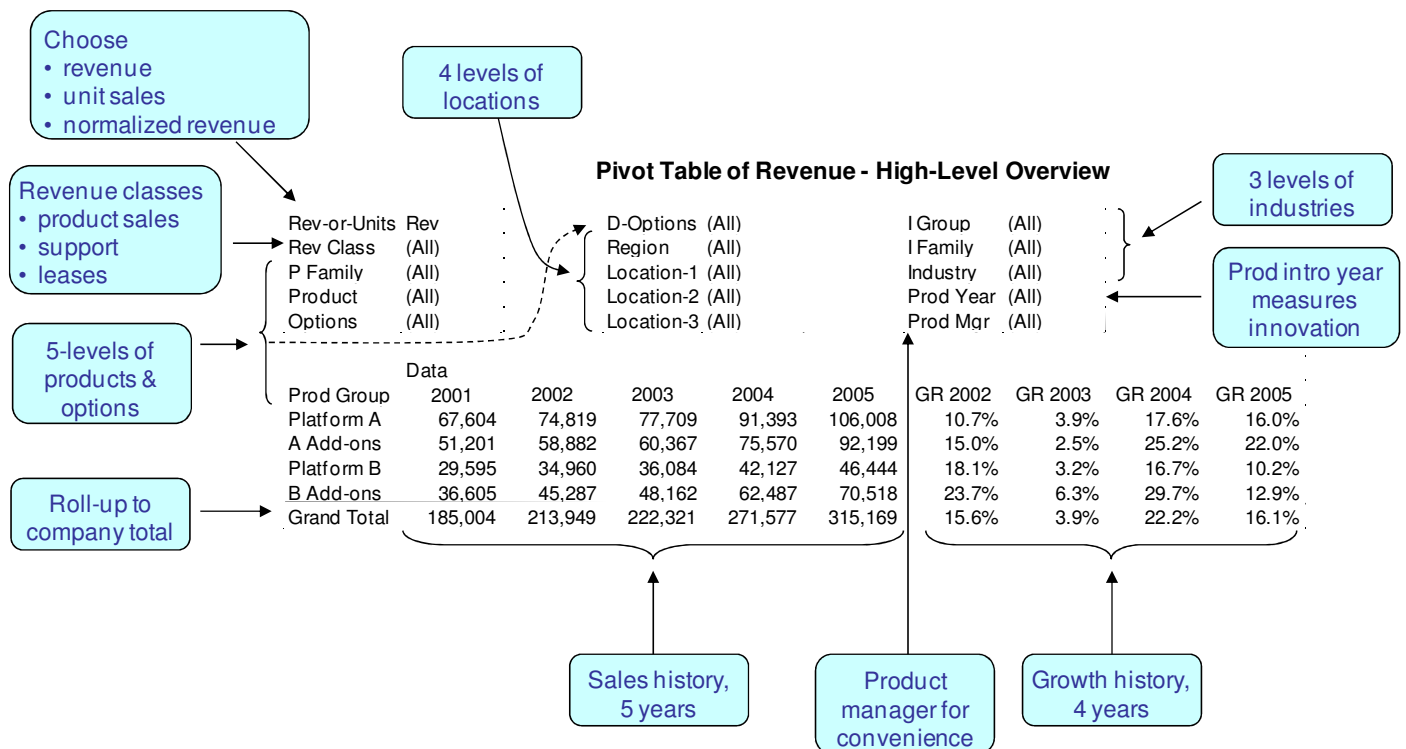 Choose
• revenue
• unit sales
• normalized revenue
4 levels of
locations
Pivot Table of Revenue - High-Level Overview
3 levels of
industries
Revenue classes
• product sales
• support
• leases
Rev-or-Units Rev D-Options (All) I Group (All)
Rev Class (All) Region (All) I Family (All)
P Family (All) Location-1 (All) Industry (All)
Product (All) Location-2 (All) Prod Year (All)
Options (All) Location-3 (All) Prod Mgr (All)
Prod intro year
measures
innovation
5-levels of
products &
options
Data
Prod Group 2001 2002 2003 2004 2005 GR 2002 GR 2003 GR 2004 GR 2005
Platform A 67,604 74,819 77,709 91,393 106,008 10.7% 3.9% 17.6% 16.0%
A Add-ons 51,201 58,882 60,367 75,570 92,199 15.0% 2.5% 25.2% 22.0%
Platform B 29,595 34,960 36,084 42,127 46,444 18.1% 3.2% 16.7% 10.2%
B Add-ons 36,605 45,287 48,162 62,487 70,518 23.7% 6.3% 29.7% 12.9%
Grand Total 185,004 213,949 222,321 271,577 315,169 15.6% 3.9% 22.2% 16.1%
Roll-up to
company total
Sales history,
5 years
Product
manager for
convenience
Growth history,
4 years